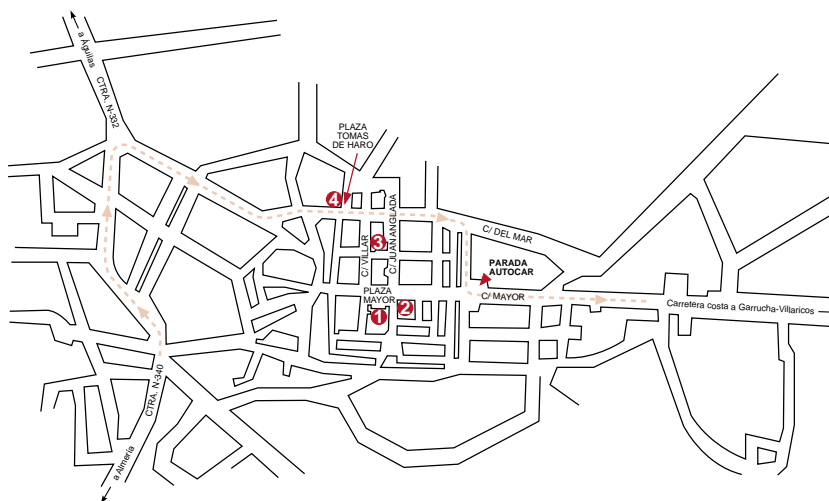 a Águilas
CTRA. N-332
PLAZA
TOMAS
DE HARO
4
3
C/ VILLAR
C/ JUAN ANGLADA
C/ DEL MAR
PARADA
AUTOCAR
PLAZA
MAYOR
C/ MAYOR
1
2
Carretera costa a Garrucha-Villaricos
CTRA. N-340
a Almería